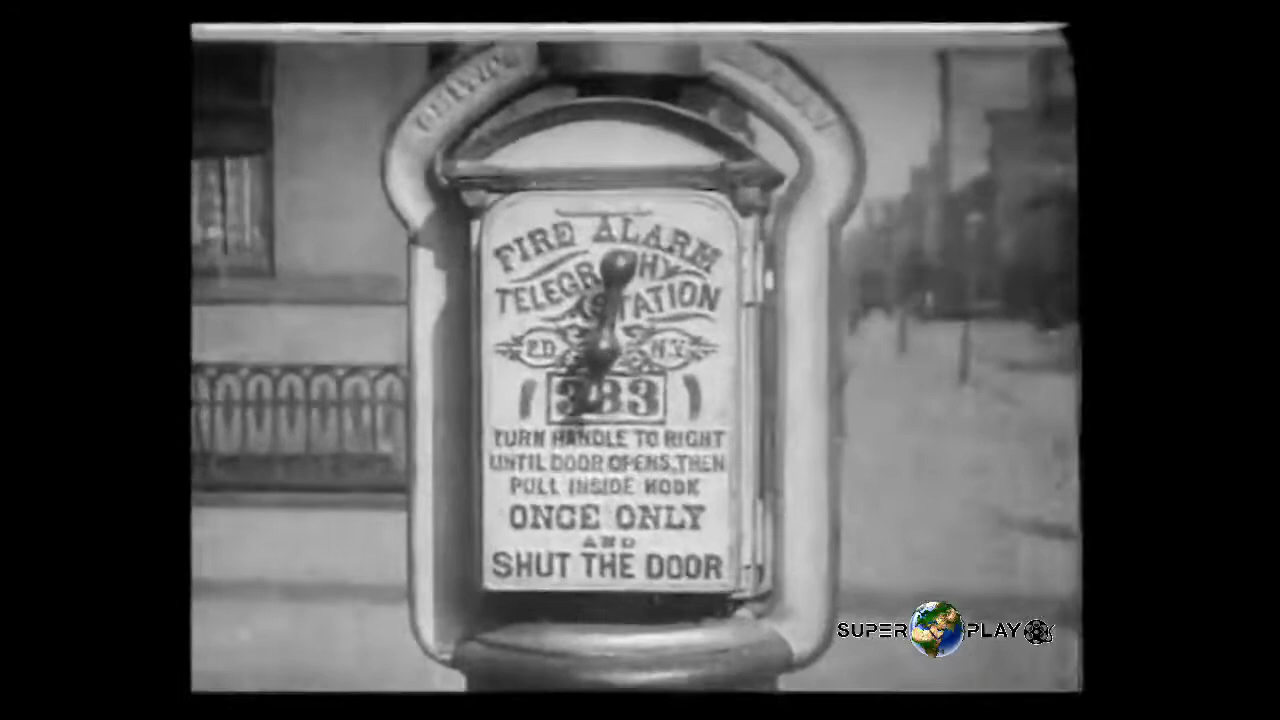 FIRE ALARM
TELEGRAPHY
STATION
F.D. N.Y.
383
TURN HANDLE TO RIGHT
UNTIL DOOR OPENS, THEN
PULL INSIDE HOOK
ONCE ONLY
AND
SHUT THE DOOR
SUPER PLAY